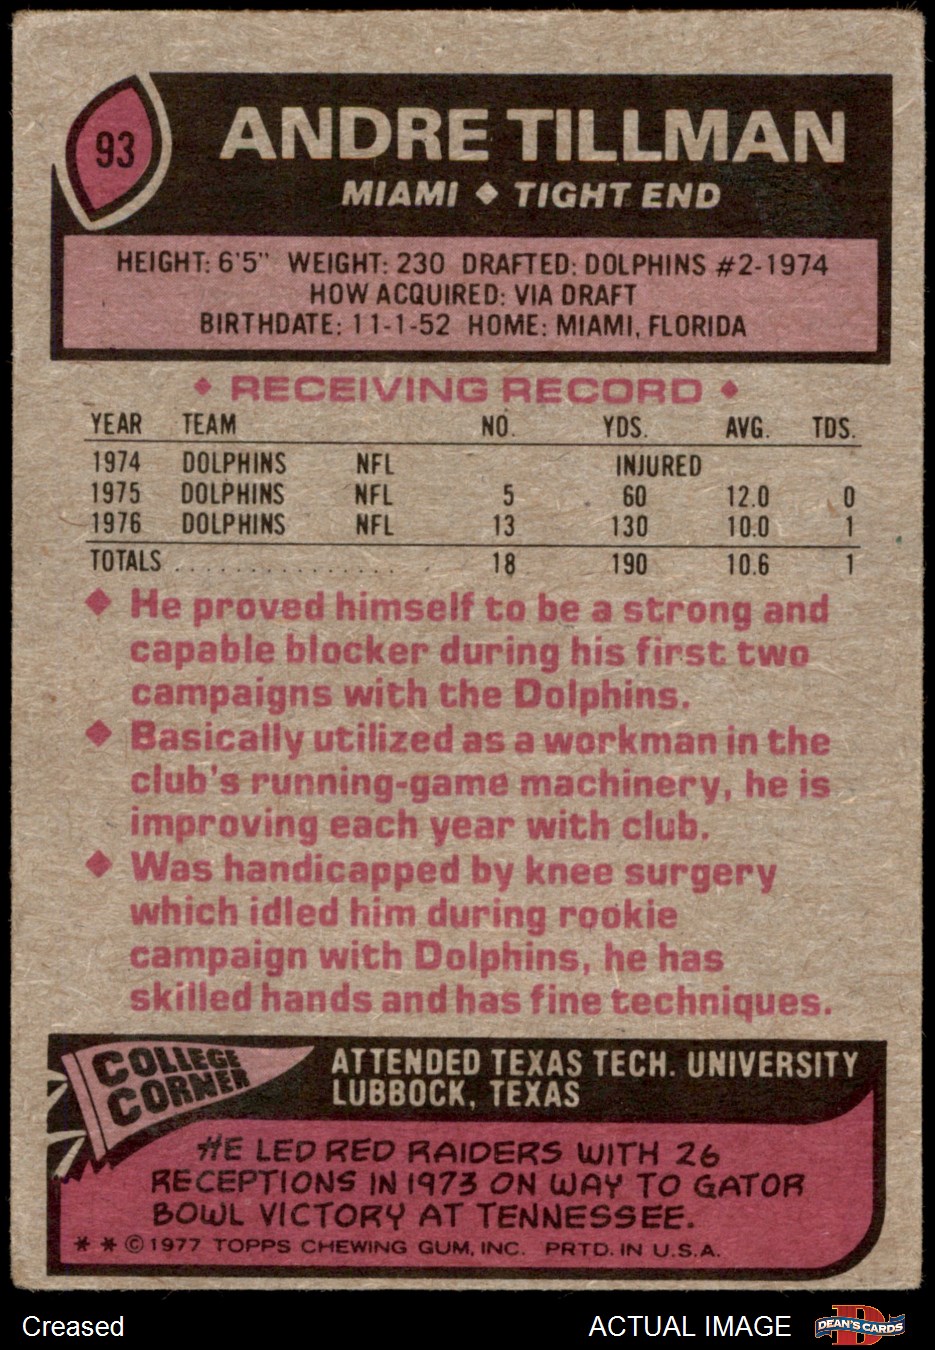 93
ANDRE TILLMAN
MIAMI ◆ TIGHT END
HEIGHT: 6'5" WEIGHT: 230 DRAFTED: DOLPHINS #2-1974
HOW ACQUIRED: VIA DRAFT
BIRTHDATE: 11-1-52 HOME: MIAMI, FLORIDA
◆ RECEIVING RECORD ◆
YEAR TEAM NO. YDS. AVG. TDS.
1974 DOLPHINS NFL INJURED
1975 DOLPHINS NFL 5 60 12.0 0
1976 DOLPHINS NFL 13 130 10.0 1
TOTALS . . . . . . . . . . . . . . . . . 18 190 10.6 1
◆ He proved himself to be a strong and
capable blocker during his first two
campaigns with the Dolphins.
◆ Basically utilized as a workman in the
club's running-game machinery, he is
improving each year with club.
◆ Was handicapped by knee surgery
which idled him during rookie
campaign with Dolphins, he has
skilled hands and has fine techniques.
COLLEGE
CORNER
ATTENDED TEXAS TECH. UNIVERSITY
LUBBOCK, TEXAS
HE LED RED RAIDERS WITH 26
RECEPTIONS IN 1973 ON WAY TO GATOR
BOWL VICTORY AT TENNESSEE.
* * © 1977 TOPPS CHEWING GUM, INC. PRTD. IN U.S.A.
Creased
ACTUAL IMAGE
D
DEAN'S CARDS